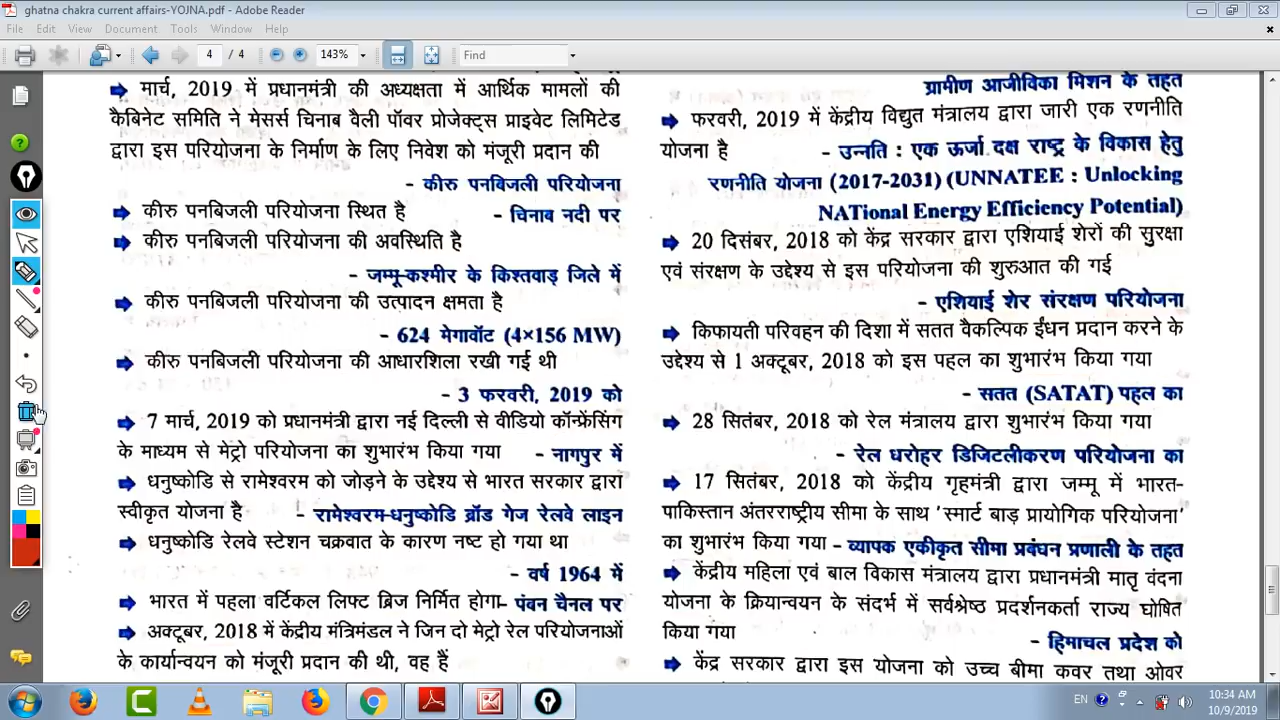 ghatna chakra current affairs-YOJNA.pdf - Adobe Reader
File Edit View Document Tools Window Help
4 / 4 143% Find
मार्च, 2019 में प्रधानमंत्री की अध्यक्षता में आर्थिक मामलों की
कैबिनेट समिति ने मेसर्स चिनाब वैली पॉवर प्रोजेक्ट्स प्राइवेट लिमिटेड
द्वारा इस परियोजना के निर्माण के लिए निवेश को मंजूरी प्रदान की
- कीरु पनबिजली परियोजना
कीरु पनबिजली परियोजना स्थित है - चिनाब नदी पर
कीरु पनबिजली परियोजना की अवस्थिति है
- जम्मू-कश्मीर के किश्तवाड़ जिले में
कीरु पनबिजली परियोजना की उत्पादन क्षमता है
- 624 मेगावॉट (4×156 MW)
कीरु पनबिजली परियोजना की आधारशिला रखी गई थी
- 3 फरवरी, 2019 को
7 मार्च, 2019 को प्रधानमंत्री द्वारा नई दिल्ली से वीडियो कॉन्फ्रेंसिंग
के माध्यम से मेट्रो परियोजना का शुभारंभ किया गया - नागपुर में
धनुष्कोडि से रामेश्वरम को जोड़ने के उद्देश्य से भारत सरकार द्वारा
स्वीकृत योजना है - रामेश्वरम-धनुष्कोडि ब्रॉड गेज रेलवे लाइन
धनुष्कोडि रेलवे स्टेशन चक्रवात के कारण नष्ट हो गया था
- वर्ष 1964 में
भारत में पहला वर्टिकल लिफ्ट ब्रिज निर्मित होगा- पंबन चैनल पर
अक्टूबर, 2018 में केंद्रीय मंत्रिमंडल ने जिन दो मेट्रो रेल परियोजनाओं
के कार्यान्वयन को मंजूरी प्रदान की थी, वह हैं
ग्रामीण आजीविका मिशन के तहत
फरवरी, 2019 में केंद्रीय विद्युत मंत्रालय द्वारा जारी एक रणनीति
योजना है - उन्नति : एक ऊर्जा दक्ष राष्ट्र के विकास हेतु
रणनीति योजना (2017-2031) (UNNATEE : Unlocking
NATional Energy Efficiency Potential)
20 दिसंबर, 2018 को केंद्र सरकार द्वारा एशियाई शेरों की सुरक्षा
एवं संरक्षण के उद्देश्य से इस परियोजना की शुरुआत की गई
- एशियाई शेर संरक्षण परियोजना
किफायती परिवहन की दिशा में सतत वैकल्पिक ईंधन प्रदान करने के
उद्देश्य से 1 अक्टूबर, 2018 को इस पहल का शुभारंभ किया गया
- सतत (SATAT) पहल का
28 सितंबर, 2018 को रेल मंत्रालय द्वारा शुभारंभ किया गया
- रेल धरोहर डिजिटलीकरण परियोजना का
17 सितंबर, 2018 को केंद्रीय गृहमंत्री द्वारा जम्मू में भारत-
पाकिस्तान अंतरराष्ट्रीय सीमा के साथ 'स्मार्ट बाड़ प्रायोगिक परियोजना'
का शुभारंभ किया गया - व्यापक एकीकृत सीमा प्रबंधन प्रणाली के तहत
केंद्रीय महिला एवं बाल विकास मंत्रालय द्वारा प्रधानमंत्री मातृ वंदना
योजना के क्रियान्वयन के संदर्भ में सर्वश्रेष्ठ प्रदर्शनकर्ता राज्य घोषित
किया गया - हिमाचल प्रदेश को
केंद्र सरकार द्वारा इस योजना को उच्च बीमा कवर तथा ओवर
EN 10:34 AM
10/9/2019